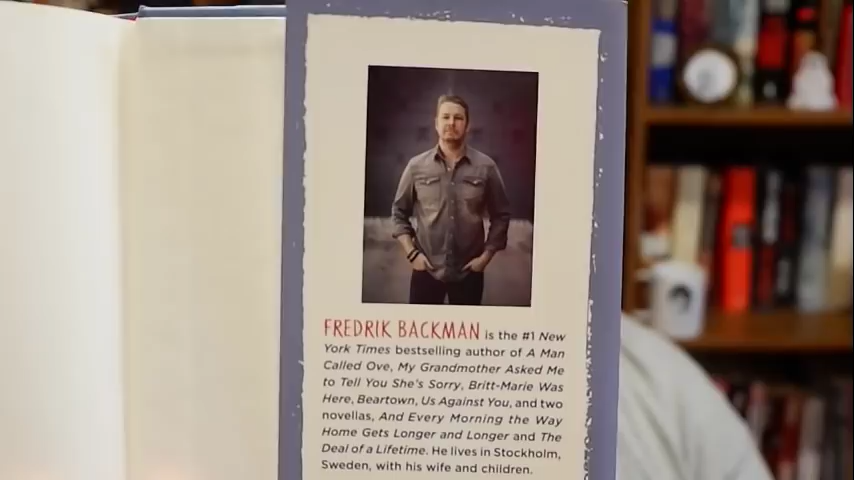 FREDRIK BACKMAN is the #1 New
York Times bestselling author of A Man
Called Ove, My Grandmother Asked Me
to Tell You She's Sorry, Britt-Marie Was
Here, Beartown, Us Against You, and two
novellas, And Every Morning the Way
Home Gets Longer and Longer and The
Deal of a Lifetime. He lives in Stockholm,
Sweden, with his wife and children.